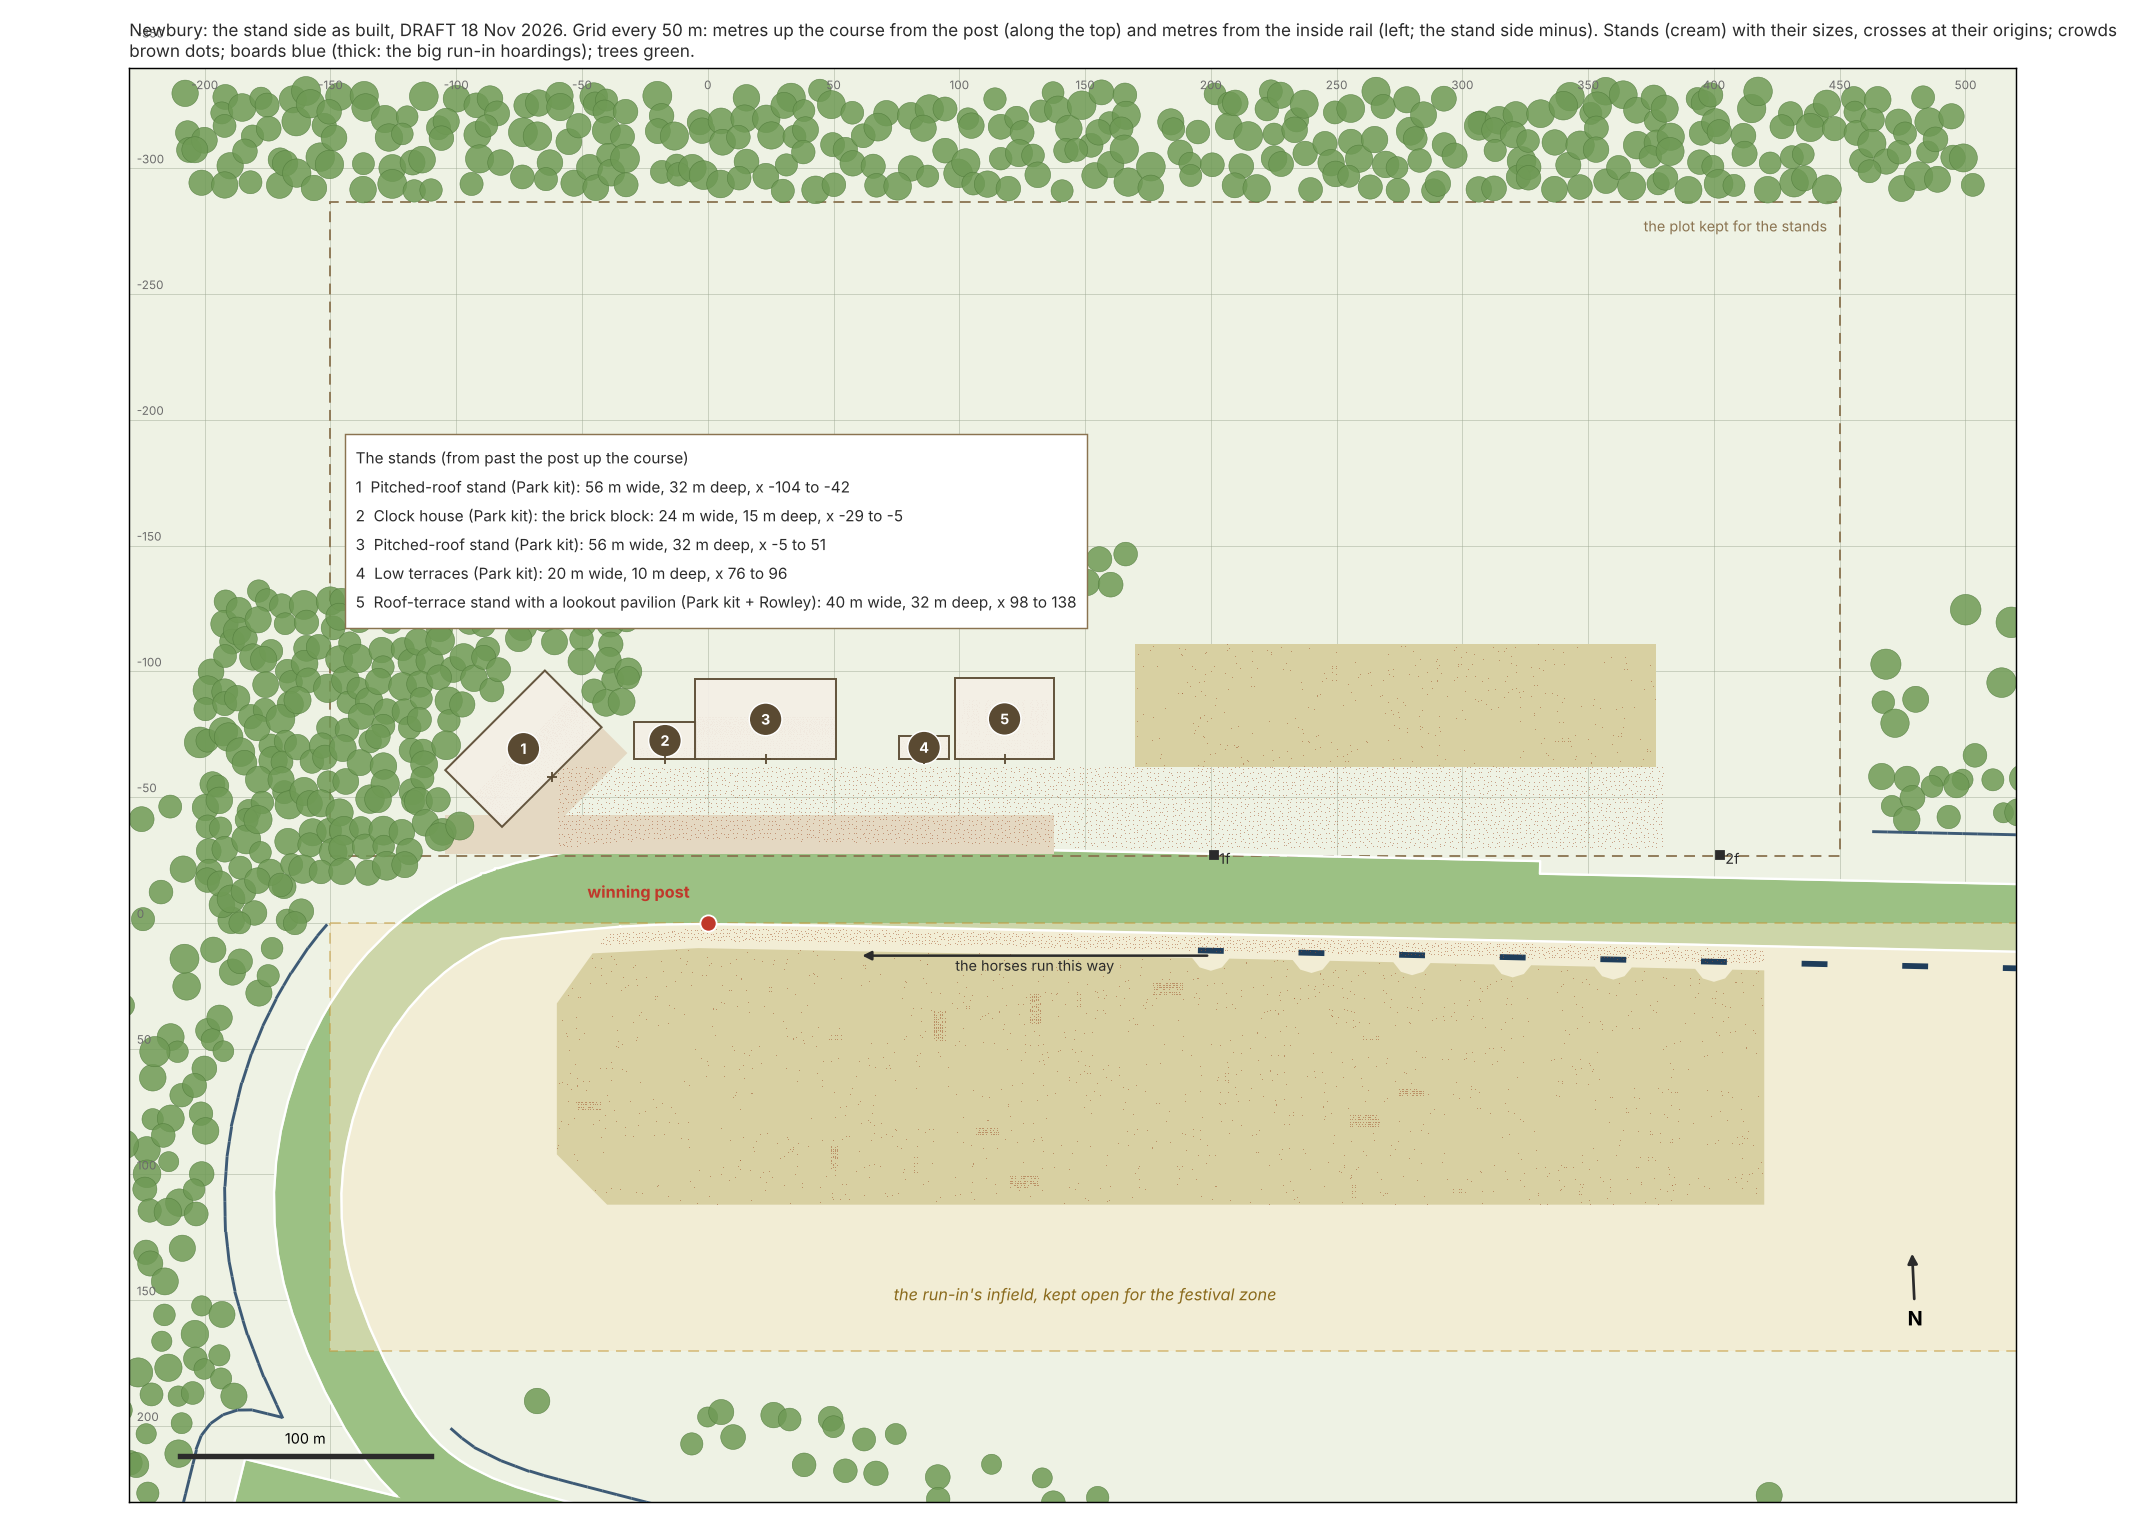 Newbury: the stand side as built, DRAFT 18 Nov 2026. Grid every 50 m: metres up the course from the post (along the top) and metres from the inside rail (left; the stand side minus). Stands (cream) with their sizes, crosses at their origins; crowds
brown dots; boards blue (thick: the big run-in hoardings); trees green.
-200 -150 -100 -50 0 50 100 150 200 250 300 350 400 450 500
-300
the plot kept for the stands
-250
-200
The stands (from past the post up the course)
1 Pitched-roof stand (Park kit): 56 m wide, 32 m deep, x -104 to -42
2 Clock house (Park kit): the brick block: 24 m wide, 15 m deep, x -29 to -5
3 Pitched-roof stand (Park kit): 56 m wide, 32 m deep, x -5 to 51
4 Low terraces (Park kit): 20 m wide, 10 m deep, x 76 to 96
5 Roof-terrace stand with a lookout pavilion (Park kit + Rowley): 40 m wide, 32 m deep, x 98 to 138
-150
-100
1 2 3 4 5
-50
1f 2f
winning post
0
the horses run this way
50
100
150
the run-in's infield, kept open for the festival zone
N
200
100 m